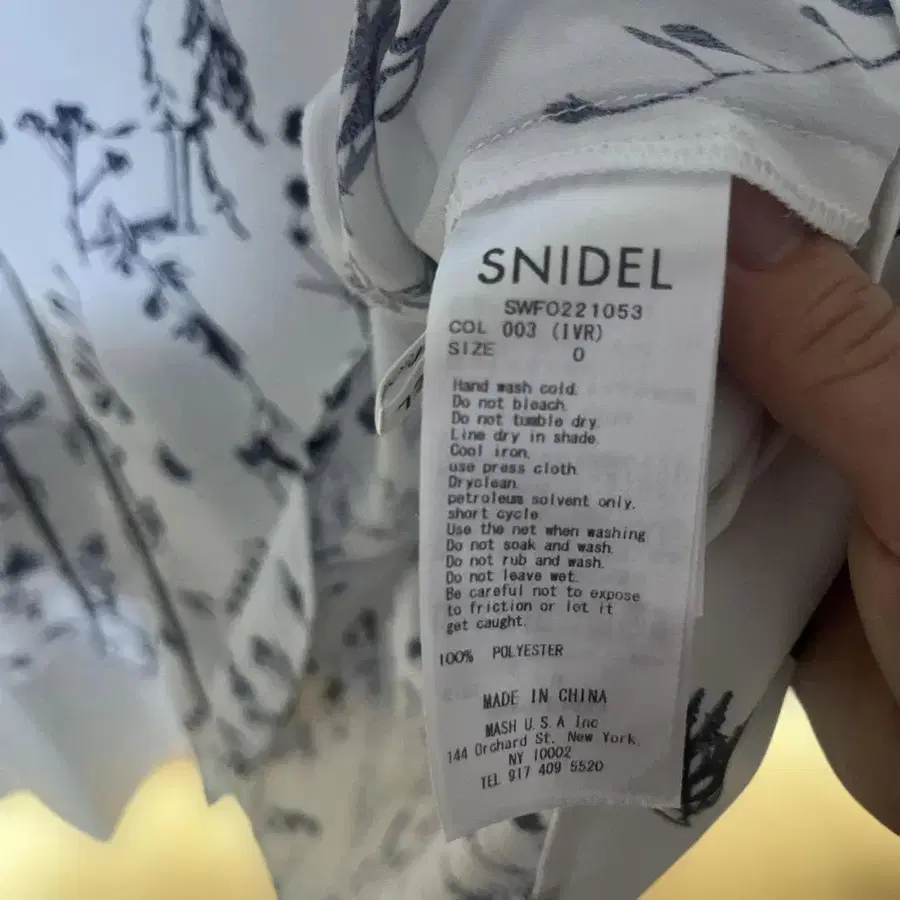 SNIDEL
SWFO221053
COL 003 (IVR)
SIZE 0
Hand wash cold.
Do not bleach.
Do not tumble dry.
Line dry in shade.
Cool iron,
use press cloth
Dryclean.
petroleum solvent only.
short cycle
Use the net when washing
Do not soak and wash.
Do not rub and wash.
Do not leave wet.
Be careful not to expose
to friction or let it
get caught.
100% POLYESTER
MADE IN CHINA
MASH U.S.A Inc
144 Orchard St. New York.
NY 10002
TEL 917 409 5520